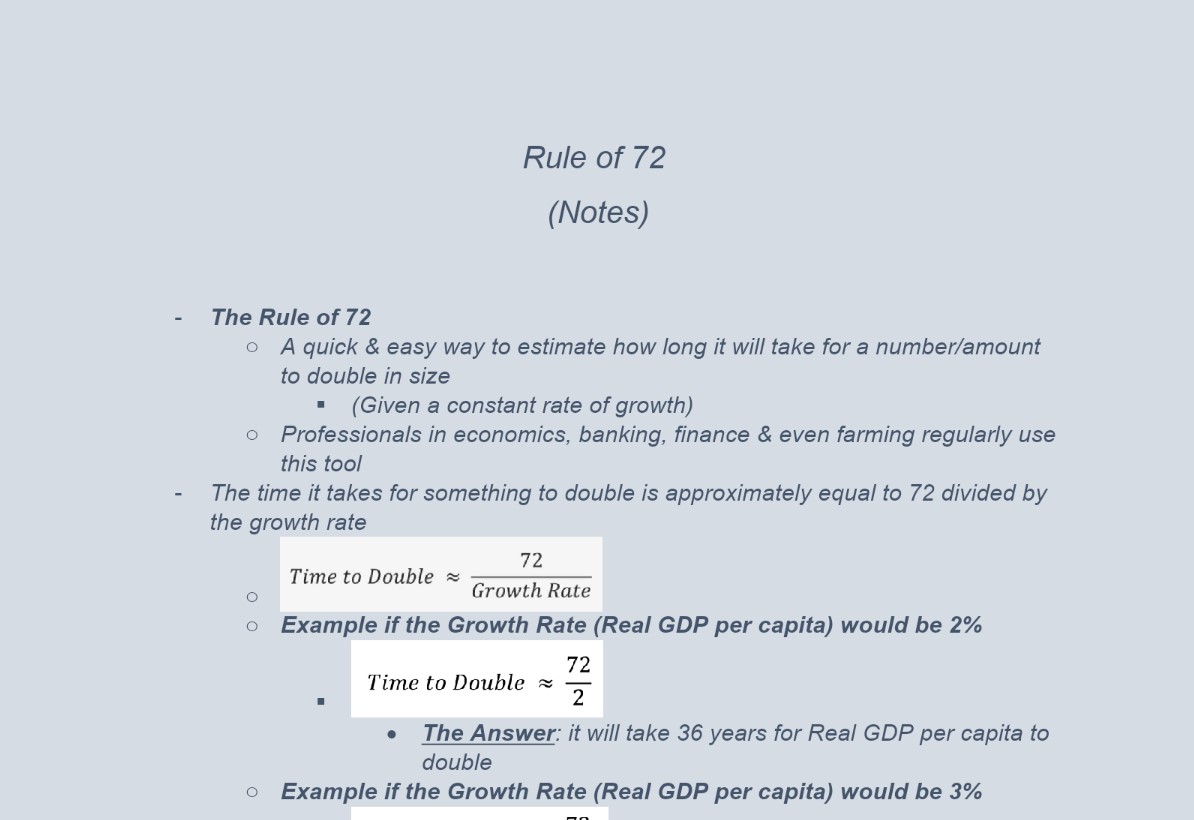 Rule of 72
(Notes)
- The Rule of 72
○ A quick & easy way to estimate how long it will take for a number/amount
to double in size
▪ (Given a constant rate of growth)
○ Professionals in economics, banking, finance & even farming regularly use
this tool
- The time it takes for something to double is approximately equal to 72 divided by
the growth rate
○ Time to Double ≈ 72 / Growth Rate
○ Example if the Growth Rate (Real GDP per capita) would be 2%
▪ Time to Double ≈ 72 / 2
● The Answer: it will take 36 years for Real GDP per capita to
double
○ Example if the Growth Rate (Real GDP per capita) would be 3%